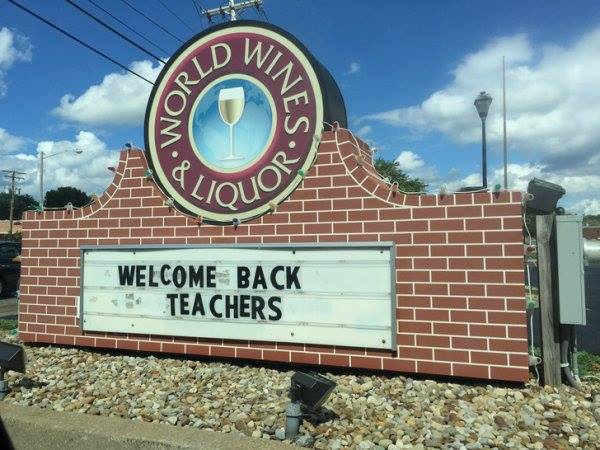 WORLD WINES
& LIQUOR
WELCOME BACK
TEACHERS